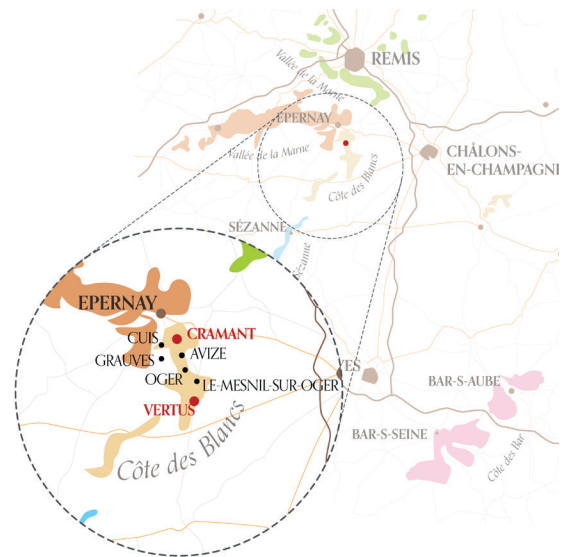 REMIS
Vallée de la Marne
ÉPERNAY
Vallée de la Marne
CHÂLONS-
EN-CHAMPAGNE
Côte des Blancs
SÉZANNE
Sézanne
EPERNAY
CUIS
CRAMANT
GRAUVES
AVIZE
OGER
LE-MESNIL-SUR-OGER
VERTUS
Côte des Blancs
YES
BAR-S-AUBE
BAR-S-SEINE
Côte des Bar